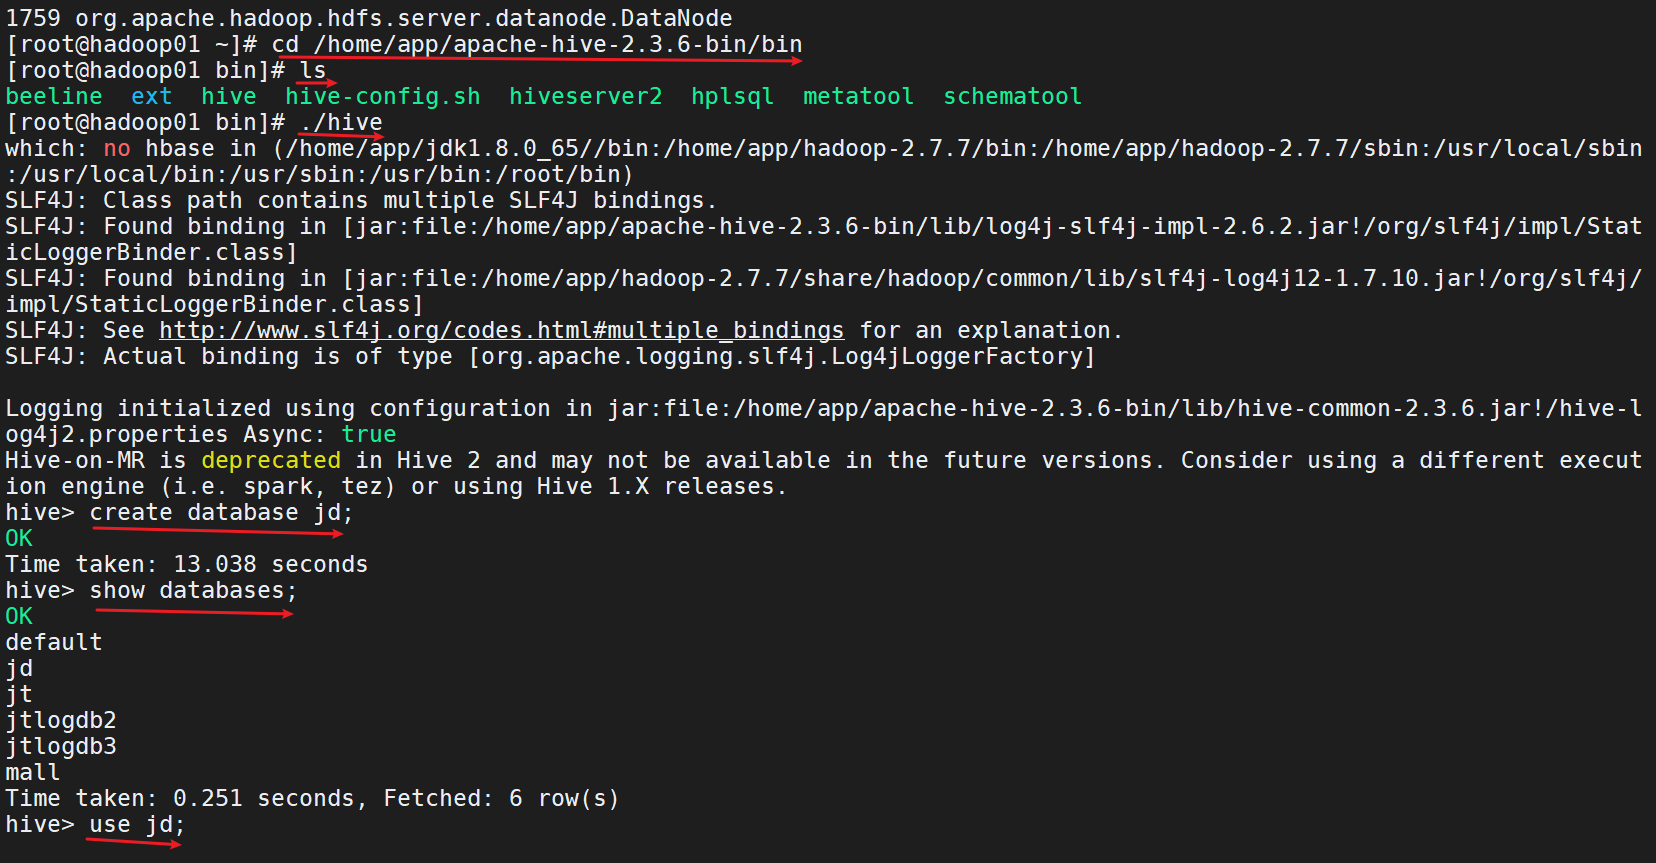 1759 org.apache.hadoop.hdfs.server.datanode.DataNode
[root@hadoop01 ~]# cd /home/app/apache-hive-2.3.6-bin/bin
[root@hadoop01 bin]# ls
beeline  ext  hive  hive-config.sh  hiveserver2  hplsql  metatool  schematool
[root@hadoop01 bin]# ./hive
which: no hbase in (/home/app/jdk1.8.0_65//bin:/home/app/hadoop-2.7.7/bin:/home/app/hadoop-2.7.7/sbin:/usr/local/sbin
:/usr/local/bin:/usr/sbin:/usr/bin:/root/bin)
SLF4J: Class path contains multiple SLF4J bindings.
SLF4J: Found binding in [jar:file:/home/app/apache-hive-2.3.6-bin/lib/log4j-slf4j-impl-2.6.2.jar!/org/slf4j/impl/Stat
icLoggerBinder.class]
SLF4J: Found binding in [jar:file:/home/app/hadoop-2.7.7/share/hadoop/common/lib/slf4j-log4j12-1.7.10.jar!/org/slf4j/
impl/StaticLoggerBinder.class]
SLF4J: See http://www.slf4j.org/codes.html#multiple_bindings for an explanation.
SLF4J: Actual binding is of type [org.apache.logging.slf4j.Log4jLoggerFactory]
Logging initialized using configuration in jar:file:/home/app/apache-hive-2.3.6-bin/lib/hive-common-2.3.6.jar!/hive-l
og4j2.properties Async: true
Hive-on-MR is deprecated in Hive 2 and may not be available in the future versions. Consider using a different execut
ion engine (i.e. spark, tez) or using Hive 1.X releases.
hive> create database jd;
OK
Time taken: 13.038 seconds
hive> show databases;
OK
default
jd
jt
jtlogdb2
jtlogdb3
mall
Time taken: 0.251 seconds, Fetched: 6 row(s)
hive> use jd;